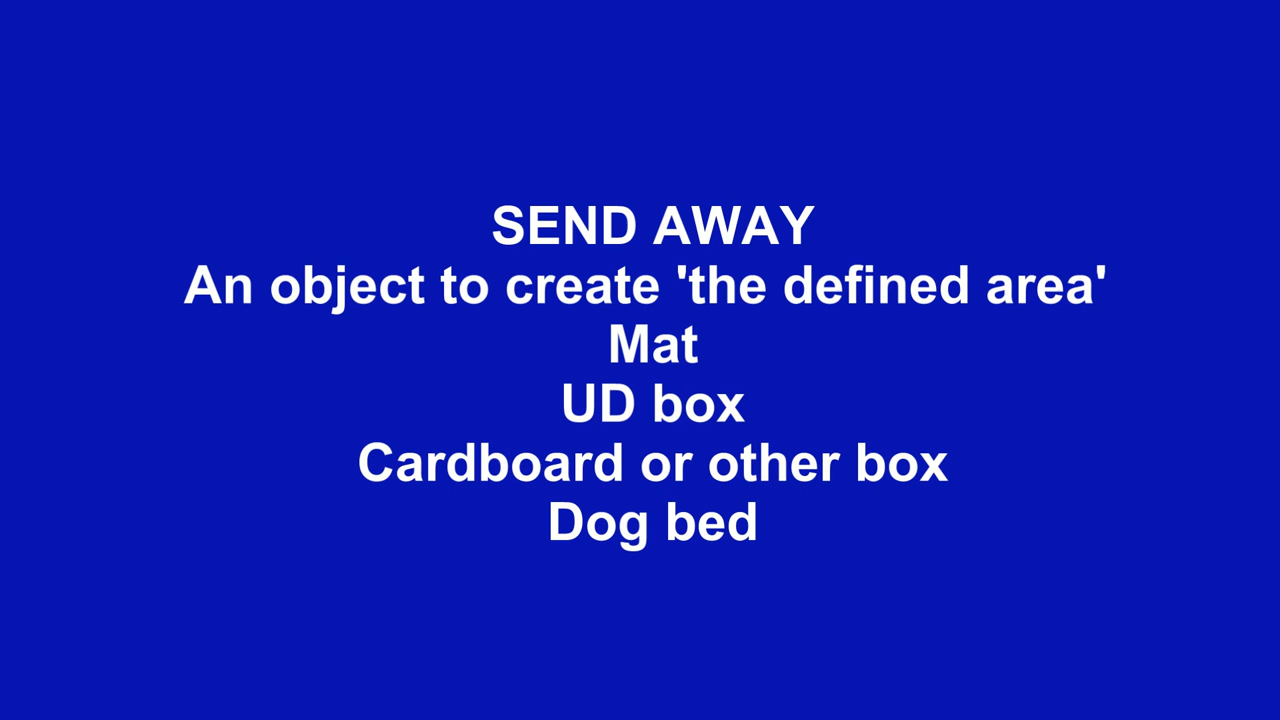 SEND AWAY
An object to create 'the defined area'
Mat
UD box
Cardboard or other box
Dog bed